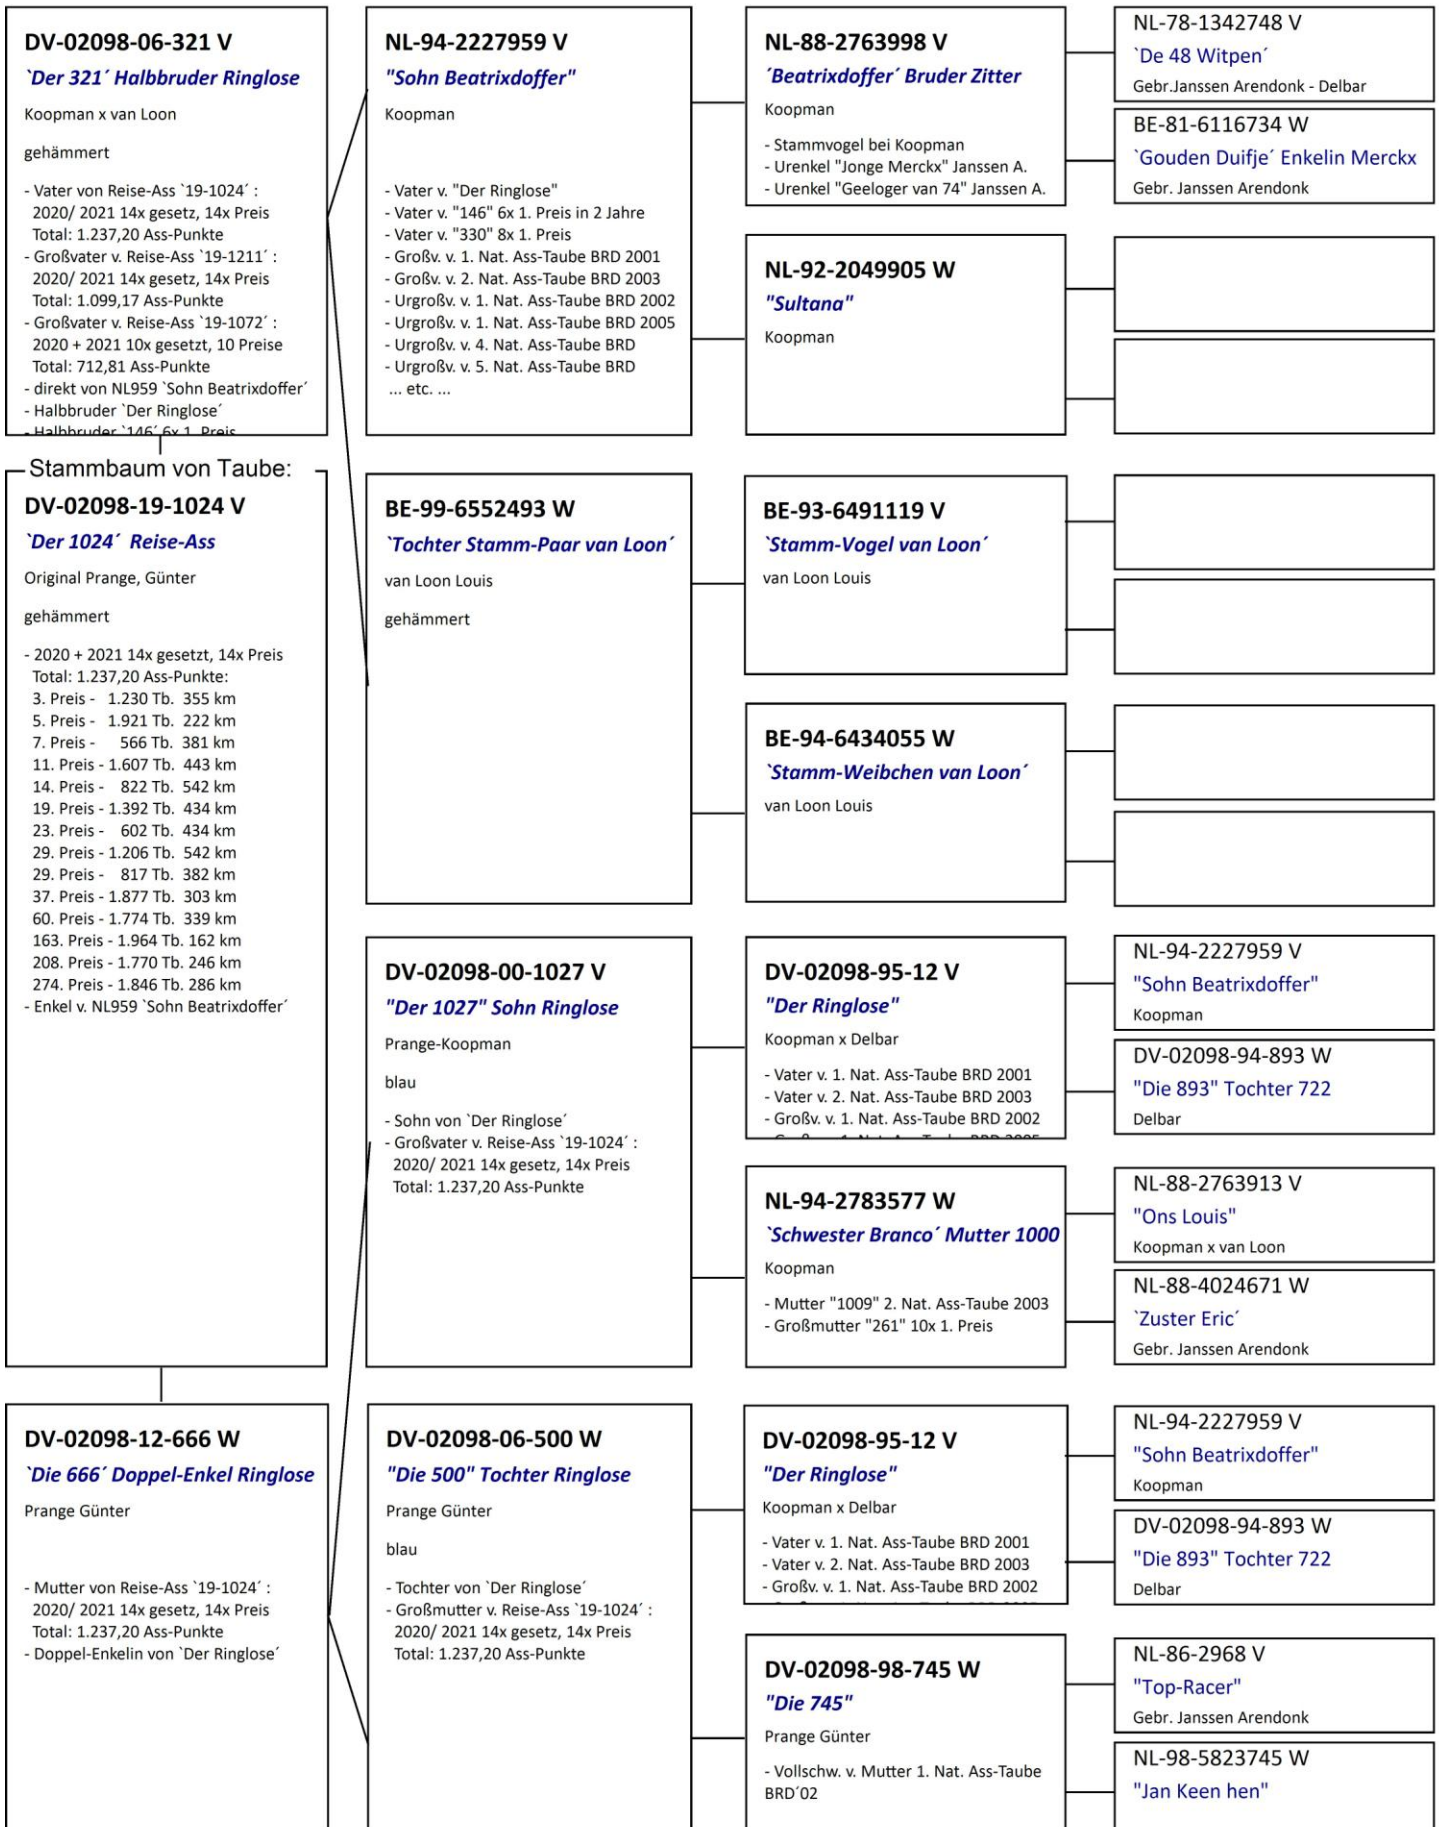 DV-02098-06-321 V
`Der 321´ Halbbruder Ringlose
Koopman x van Loon
gehämmert
- Vater von Reise-Ass `19-1024´ :
2020/ 2021 14x gesetz, 14x Preis
Total: 1.237,20 Ass-Punkte
- Großvater v. Reise-Ass `19-1211´ :
2020/ 2021 14x gesetz, 14x Preis
Total: 1.099,17 Ass-Punkte
- Großvater v. Reise-Ass `19-1072´ :
2020 + 2021 10x gesetzt, 10 Preise
Total: 712,81 Ass-Punkte
- direkt von NL959 `Sohn Beatrixdoffer´
- Halbbruder `Der Ringlose´
- Halbbruder `146´ 6x 1. Preis
Stammbaum von Taube:
DV-02098-19-1024 V
`Der 1024´ Reise-Ass
Original Prange, Günter
gehämmert
- 2020 + 2021 14x gesetzt, 14x Preis
Total: 1.237,20 Ass-Punkte:
3. Preis - 1.230 Tb. 355 km
5. Preis - 1.921 Tb. 222 km
7. Preis - 566 Tb. 381 km
11. Preis - 1.607 Tb. 443 km
14. Preis - 822 Tb. 542 km
19. Preis - 1.392 Tb. 434 km
23. Preis - 602 Tb. 434 km
29. Preis - 1.206 Tb. 542 km
29. Preis - 817 Tb. 382 km
37. Preis - 1.877 Tb. 303 km
60. Preis - 1.774 Tb. 339 km
163. Preis - 1.964 Tb. 162 km
208. Preis - 1.770 Tb. 246 km
274. Preis - 1.846 Tb. 286 km
- Enkel v. NL959 `Sohn Beatrixdoffer´
DV-02098-12-666 W
`Die 666´ Doppel-Enkel Ringlose
Prange Günter
- Mutter von Reise-Ass `19-1024´ :
2020/ 2021 14x gesetz, 14x Preis
Total: 1.237,20 Ass-Punkte
- Doppel-Enkelin von `Der Ringlose´
NL-94-2227959 V
"Sohn Beatrixdoffer"
Koopman
- Vater v. "Der Ringlose"
- Vater v. "146" 6x 1. Preis in 2 Jahre
- Vater v. "330" 8x 1. Preis
- Großv. v. 1. Nat. Ass-Taube BRD 2001
- Großv. v. 2. Nat. Ass-Taube BRD 2003
- Urgroßv. v. 1. Nat. Ass-Taube BRD 2002
- Urgroßv. v. 1. Nat. Ass-Taube BRD 2005
- Urgroßv. v. 4. Nat. Ass-Taube BRD
- Urgroßv. v. 5. Nat. Ass-Taube BRD
... etc. ...
BE-99-6552493 W
`Tochter Stamm-Paar van Loon´
van Loon Louis
gehämmert
DV-02098-00-1027 V
"Der 1027" Sohn Ringlose
Prange-Koopman
blau
- Sohn von `Der Ringlose´
- Großvater v. Reise-Ass `19-1024´ :
2020/ 2021 14x gesetz, 14x Preis
Total: 1.237,20 Ass-Punkte
DV-02098-06-500 W
"Die 500" Tochter Ringlose
Prange Günter
blau
- Tochter von `Der Ringlose´
- Großmutter v. Reise-Ass `19-1024´ :
2020/ 2021 14x gesetz, 14x Preis
Total: 1.237,20 Ass-Punkte
NL-88-2763998 V
´Beatrixdoffer´ Bruder Zitter
Koopman
- Stammvogel bei Koopman
- Urenkel "Jonge Merckx" Janssen A.
- Urenkel "Geeloger van 74" Janssen A.
NL-92-2049905 W
"Sultana"
Koopman
BE-93-6491119 V
`Stamm-Vogel van Loon´
van Loon Louis
BE-94-6434055 W
`Stamm-Weibchen van Loon´
van Loon Louis
DV-02098-95-12 V
"Der Ringlose"
Koopman x Delbar
- Vater v. 1. Nat. Ass-Taube BRD 2001
- Vater v. 2. Nat. Ass-Taube BRD 2003
- Großv. v. 1. Nat. Ass-Taube BRD 2002
NL-94-2783577 W
`Schwester Branco´ Mutter 1000
Koopman
- Mutter "1009" 2. Nat. Ass-Taube 2003
- Großmutter "261" 10x 1. Preis
DV-02098-95-12 V
"Der Ringlose"
Koopman x Delbar
- Vater v. 1. Nat. Ass-Taube BRD 2001
- Vater v. 2. Nat. Ass-Taube BRD 2003
- Großv. v. 1. Nat. Ass-Taube BRD 2002
DV-02098-98-745 W
"Die 745"
Prange Günter
- Vollschw. v. Mutter 1. Nat. Ass-Taube
BRD´02
NL-78-1342748 V
`De 48 Witpen´
Gebr.Janssen Arendonk - Delbar
BE-81-6116734 W
`Gouden Duifje´ Enkelin Merckx
Gebr. Janssen Arendonk
NL-94-2227959 V
"Sohn Beatrixdoffer"
Koopman
DV-02098-94-893 W
"Die 893" Tochter 722
Delbar
NL-88-2763913 V
"Ons Louis"
Koopman x van Loon
NL-88-4024671 W
`Zuster Eric´
Gebr. Janssen Arendonk
NL-94-2227959 V
"Sohn Beatrixdoffer"
Koopman
DV-02098-94-893 W
"Die 893" Tochter 722
Delbar
NL-86-2968 V
"Top-Racer"
Gebr. Janssen Arendonk
NL-98-5823745 W
"Jan Keen hen"